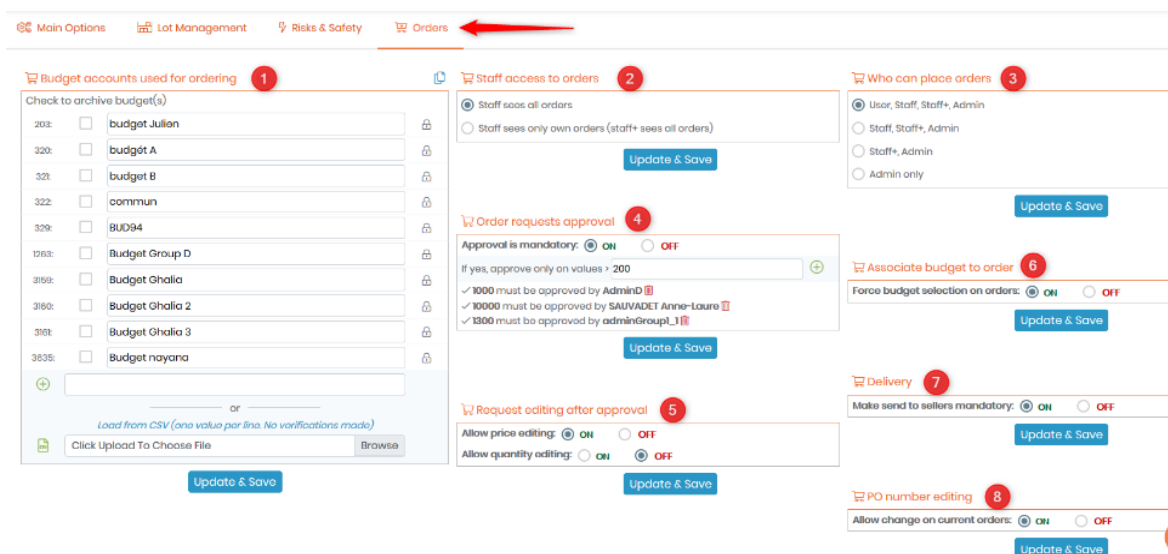 Main Options Lot Management Risks & Safety Orders
Budget accounts used for ordering 1
Check to archive budget(s)
203: budget Julien
320: budgét A
321: budget B
322: commun
329: BUD94
1263: Budget Group D
3159: Budget Ghalia
3160: Budget Ghalia 2
3161: Budget Ghalia 3
3835: Budget nayana
or
Load from CSV (one value per line. No verifications made)
Click Upload To Choose File Browse
Update & Save
Staff access to orders 2
Staff sees all orders
Staff sees only own orders (staff+ sees all orders)
Update & Save
Order requests approval 4
Approval is mandatory: ON OFF
If yes, approve only on values > 200
1000 must be approved by AdminD
10000 must be approved by SAUVADET Anne-Laure
1300 must be approved by adminGroup1_1
Update & Save
Request editing after approval 5
Allow price editing: ON OFF
Allow quantity editing: ON OFF
Update & Save
Who can place orders 3
User, Staff, Staff+, Admin
Staff, Staff+, Admin
Staff+, Admin
Admin only
Update & Save
Associate budget to order 6
Force budget selection on orders: ON OFF
Update & Save
Delivery 7
Make send to sellers mandatory: ON OFF
Update & Save
PO number editing 8
Allow change on current orders: ON OFF
Update & Save